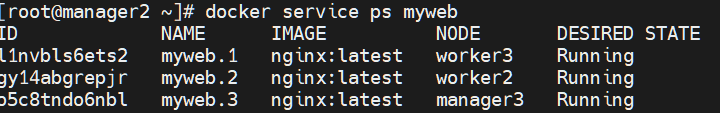 [root@manager2 ~]# docker service ps myweb
ID NAME IMAGE NODE DESIRED STATE
l1nvbls6ets2 myweb.1 nginx:latest worker3 Running
gy14abgrepjr myweb.2 nginx:latest worker2 Running
o5c8tndo6nbl myweb.3 nginx:latest manager3 Running